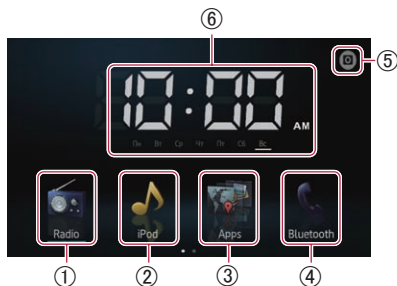 ⑥
⑤
10:00
AM
Пн Вт Ср Чт Пт Сб Вс
Radio iPod Apps Bluetooth
① ② ③ ④